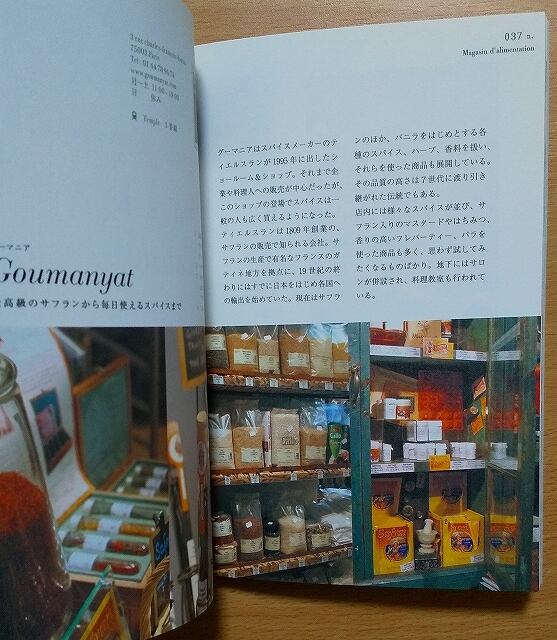 3 rue charles-françois-dupuis
75003 Paris
Tel: 01 44 78 96 74
www.goumanyat.com
月ー土 11:00ー19:00
日 休み
Temple 3 番線
ーマニア
Goumanyat
最高級のサフランから毎日使えるスパイスまで
037 n.
Magasin d'alimentation
グーマニアはスパイスメーカーのテ
ィエルスランが 1995 年に出したシ
ョールーム&ショップ。それまで企
業や料理人への販売が中心だったが、
このショップの登場でスパイスは一
般の人も広く買えるようになった。
ティエルスランは 1809 年創業の、
サフランの販売で知られる会社。サ
フランの生産で有名なフランスのガ
ティネ地方を拠点に、19 世紀の終
わりにはすでに日本をはじめ各国へ
の輸出を始めていた。現在はサフラ
ンのほか、バニラをはじめとする各
種のスパイス、ハーブ、香料を扱い、
それらを使った商品も展開している。
その品質の高さは 7 世代に渡り引き
継がれた伝統でもある。
店内には様々なスパイスが並び、サ
フラン入りのマスタードやはちみつ、
香りの高いフレバーティー、バラを
使った商品も多く、思わず試してみ
たくなるものばかり。地下にはサロ
ンが併設され、料理教室も行われて
いる。
Gallo